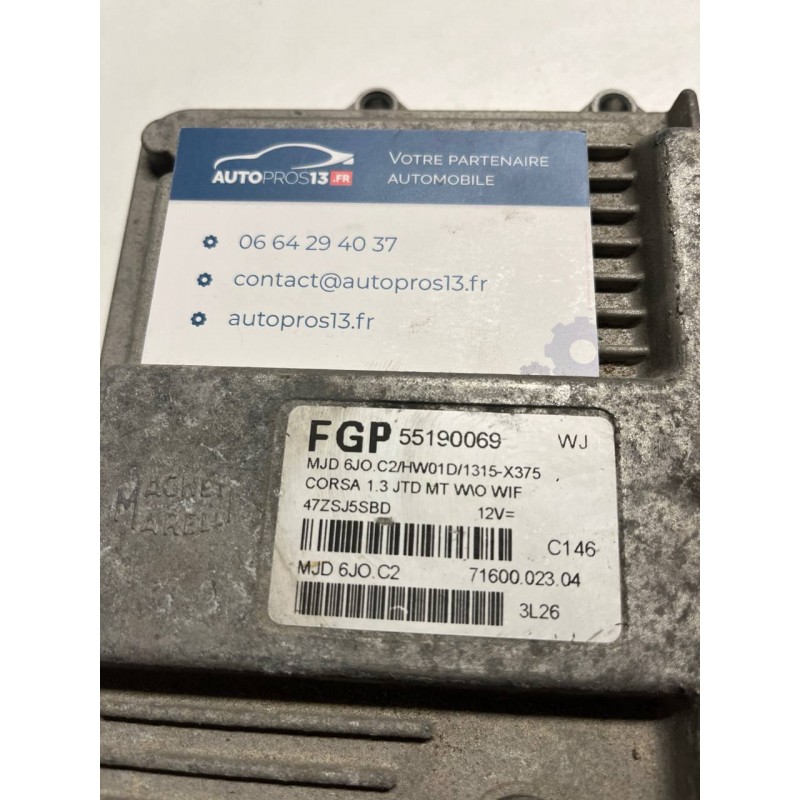 AUTOPROS13.FR
VOTRE PARTENAIRE
AUTOMOBILE
06 64 29 40 37
contact@autopros13.fr
autopros13.fr
FGP 55190069 WJ
MJD 6JO.C2/HW01D/1315-X375
CORSA 1.3 JTD MT W\O WIF
47ZSJ5SBD 12V=
C146
MJD 6JO.C2 71600.023.04
3L26
MAGNETI
MARELLI